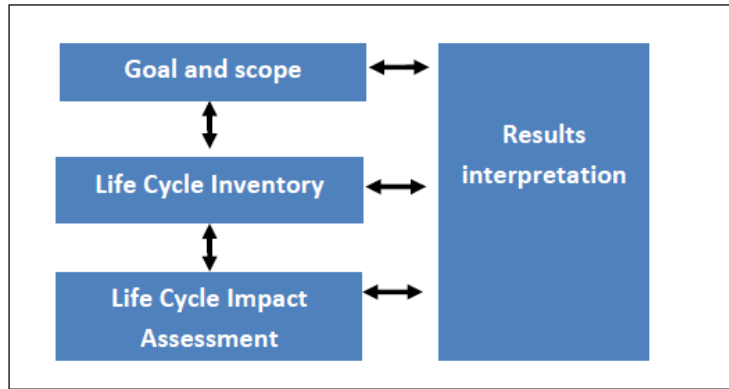 Goal and scope
Life Cycle Inventory
Life Cycle Impact
Assessment
Results
interpretation